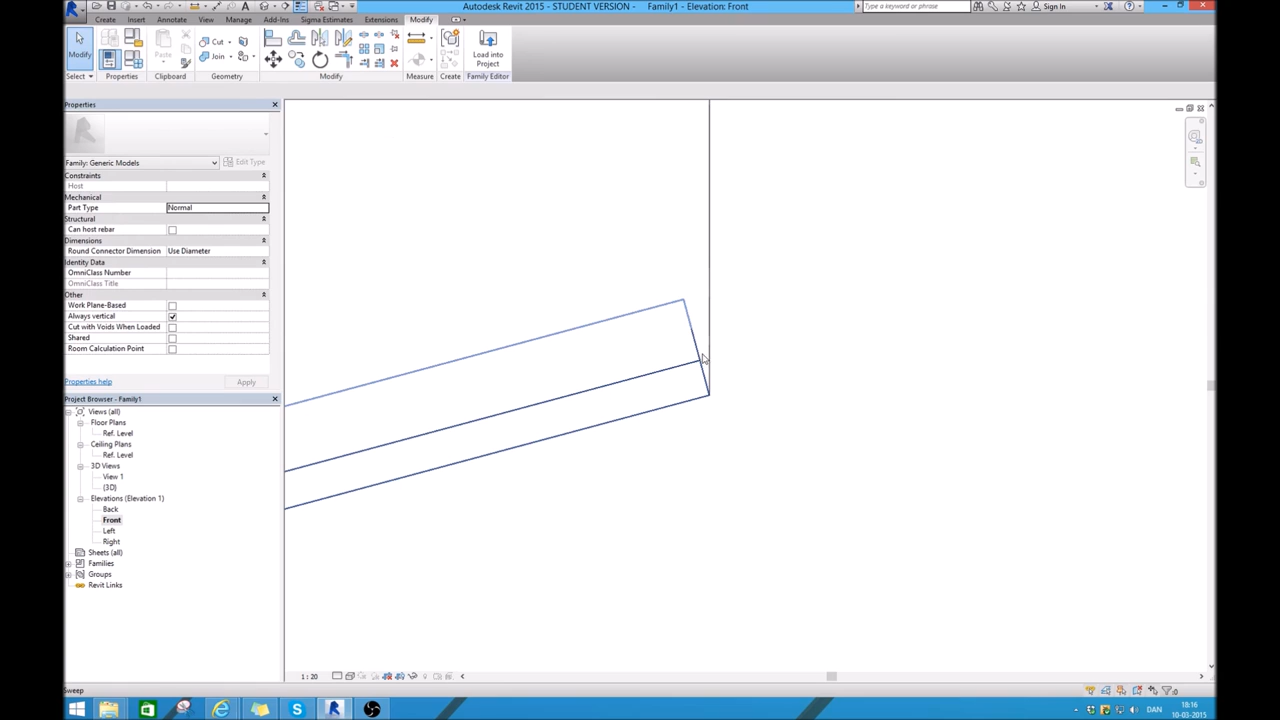 Autodesk Revit 2015 - STUDENT VERSION - Family1 - Elevation: Front
Type a keyword or phrase
Sign In
Create Insert Annotate View Manage Add-Ins Sigma Estimates Extensions Modify
Modify
Paste
Cut
Join
Load into
Project
Select Properties Clipboard Geometry Modify Measure Create Family Editor
Properties
Family: Generic Models
Edit Type
Constraints
Host
Mechanical
Part Type Normal
Structural
Can host rebar
Dimensions
Round Connector Dimension Use Diameter
Identity Data
OmniClass Number
OmniClass Title
Other
Work Plane-Based
Always vertical
Cut with Voids When Loaded
Shared
Room Calculation Point
Properties help
Apply
Project Browser - Family1
Views (all)
Floor Plans
Ref. Level
Ceiling Plans
Ref. Level
3D Views
View 1
(3D)
Elevations (Elevation 1)
Back
Front
Left
Right
Sheets (all)
Families
Groups
Revit Links
1 : 20
Sweep
:0
DAN
18:16
10-03-2015